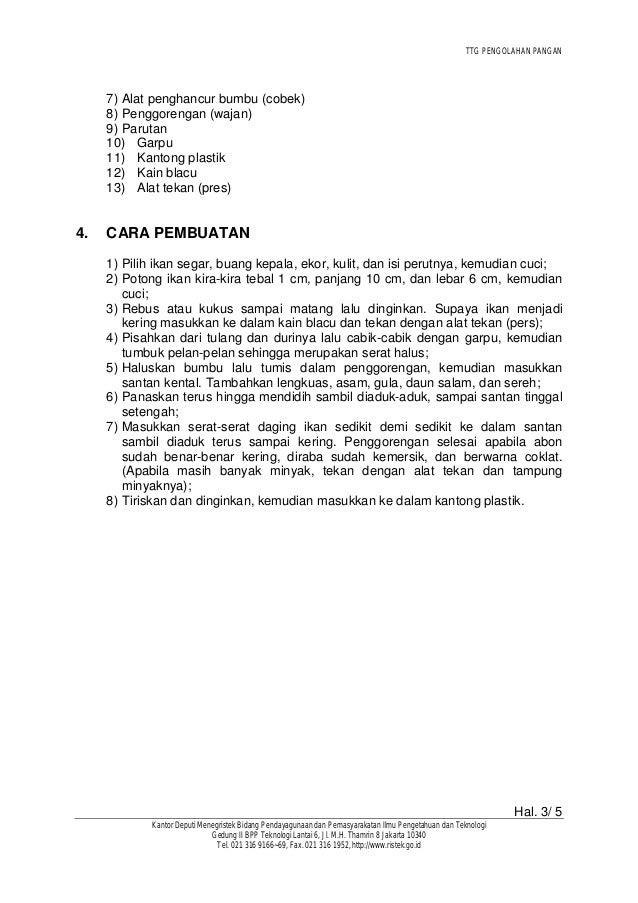 TTG PENGOLAHAN PANGAN
7) Alat penghancur bumbu (cobek)
8) Penggorengan (wajan)
9) Parutan
10) Garpu
11) Kantong plastik
12) Kain blacu
13) Alat tekan (pres)
4. CARA PEMBUATAN
1) Pilih ikan segar, buang kepala, ekor, kulit, dan isi perutnya, kemudian cuci;
2) Potong ikan kira-kira tebal 1 cm, panjang 10 cm, dan lebar 6 cm, kemudian
cuci;
3) Rebus atau kukus sampai matang lalu dinginkan. Supaya ikan menjadi
kering masukkan ke dalam kain blacu dan tekan dengan alat tekan (pers);
4) Pisahkan dari tulang dan durinya lalu cabik-cabik dengan garpu, kemudian
tumbuk pelan-pelan sehingga merupakan serat halus;
5) Haluskan bumbu lalu tumis dalam penggorengan, kemudian masukkan
santan kental. Tambahkan lengkuas, asam, gula, daun salam, dan sereh;
6) Panaskan terus hingga mendidih sambil diaduk-aduk, sampai santan tinggal
setengah;
7) Masukkan serat-serat daging ikan sedikit demi sedikit ke dalam santan
sambil diaduk terus sampai kering. Penggorengan selesai apabila abon
sudah benar-benar kering, diraba sudah kemersik, dan berwarna coklat.
(Apabila masih banyak minyak, tekan dengan alat tekan dan tampung
minyaknya);
8) Tiriskan dan dinginkan, kemudian masukkan ke dalam kantong plastik.
Hal. 3/ 5
Kantor Deputi Menegristek Bidang Pendayagunaan dan Pemasyarakatan Ilmu Pengetahuan dan Teknologi
Gedung II BPP Teknologi Lantai 6, Jl. M.H. Thamrin 8 Jakarta 10340
Tel. 021 316 9166~69, Fax. 021 316 1952, http://www.ristek.go.id